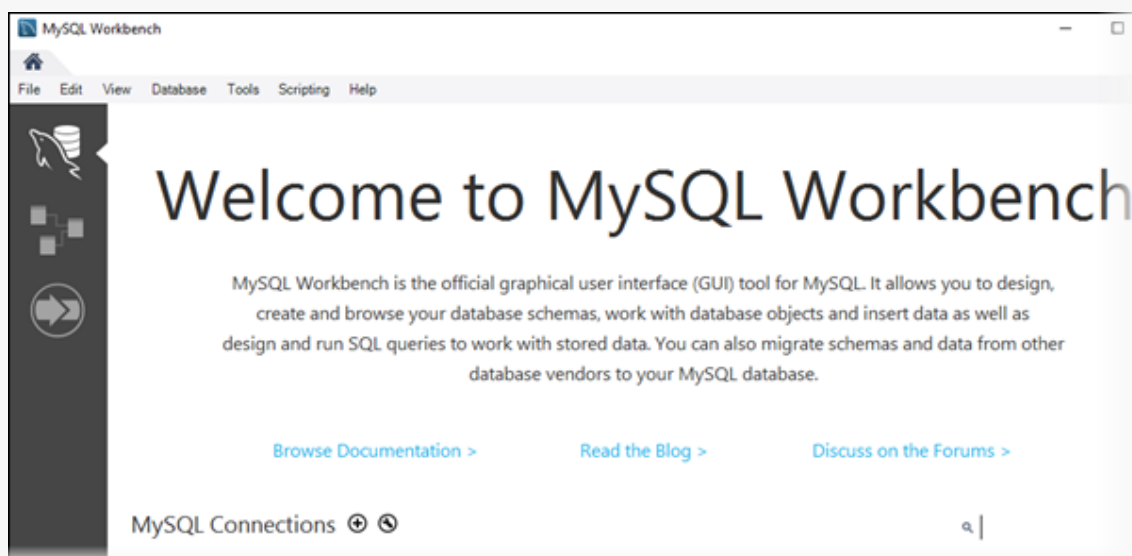 MySQL Workbench
File Edit View Database Tools Scripting Help
Welcome to MySQL Workbench
MySQL Workbench is the official graphical user interface (GUI) tool for MySQL. It allows you to design,
create and browse your database schemas, work with database objects and insert data as well as
design and run SQL queries to work with stored data. You can also migrate schemas and data from other
database vendors to your MySQL database.
Browse Documentation > Read the Blog > Discuss on the Forums >
MySQL Connections